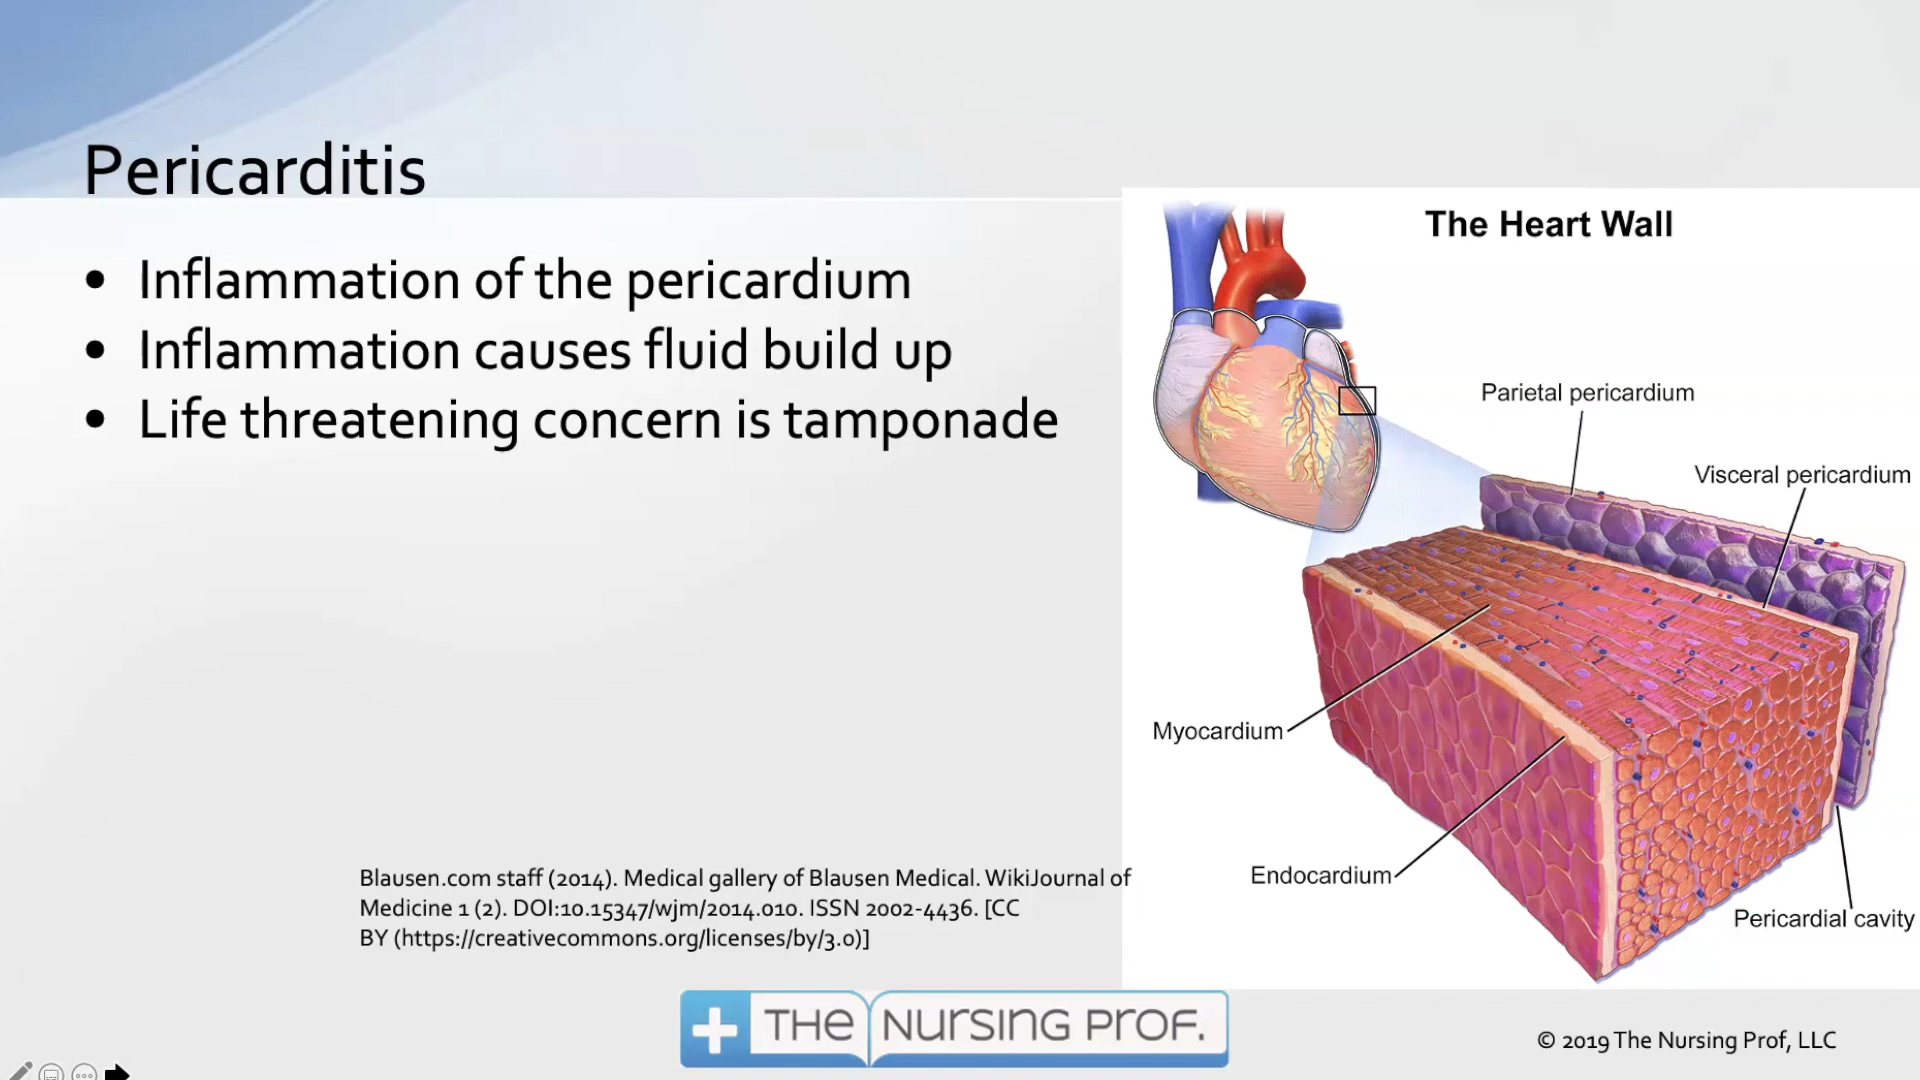 Pericarditis
• Inflammation of the pericardium
• Inflammation causes fluid build up
• Life threatening concern is tamponade
The Heart Wall
Parietal pericardium
Visceral pericardium
Myocardium
Endocardium
Pericardial cavity
Blausen.com staff (2014). Medical gallery of Blausen Medical. WikiJournal of
Medicine 1 (2). DOI:10.15347/wjm/2014.010. ISSN 2002-4436. [CC
BY (https://creativecommons.org/licenses/by/3.0)]
THE NURSING PROF.
© 2019 The Nursing Prof, LLC